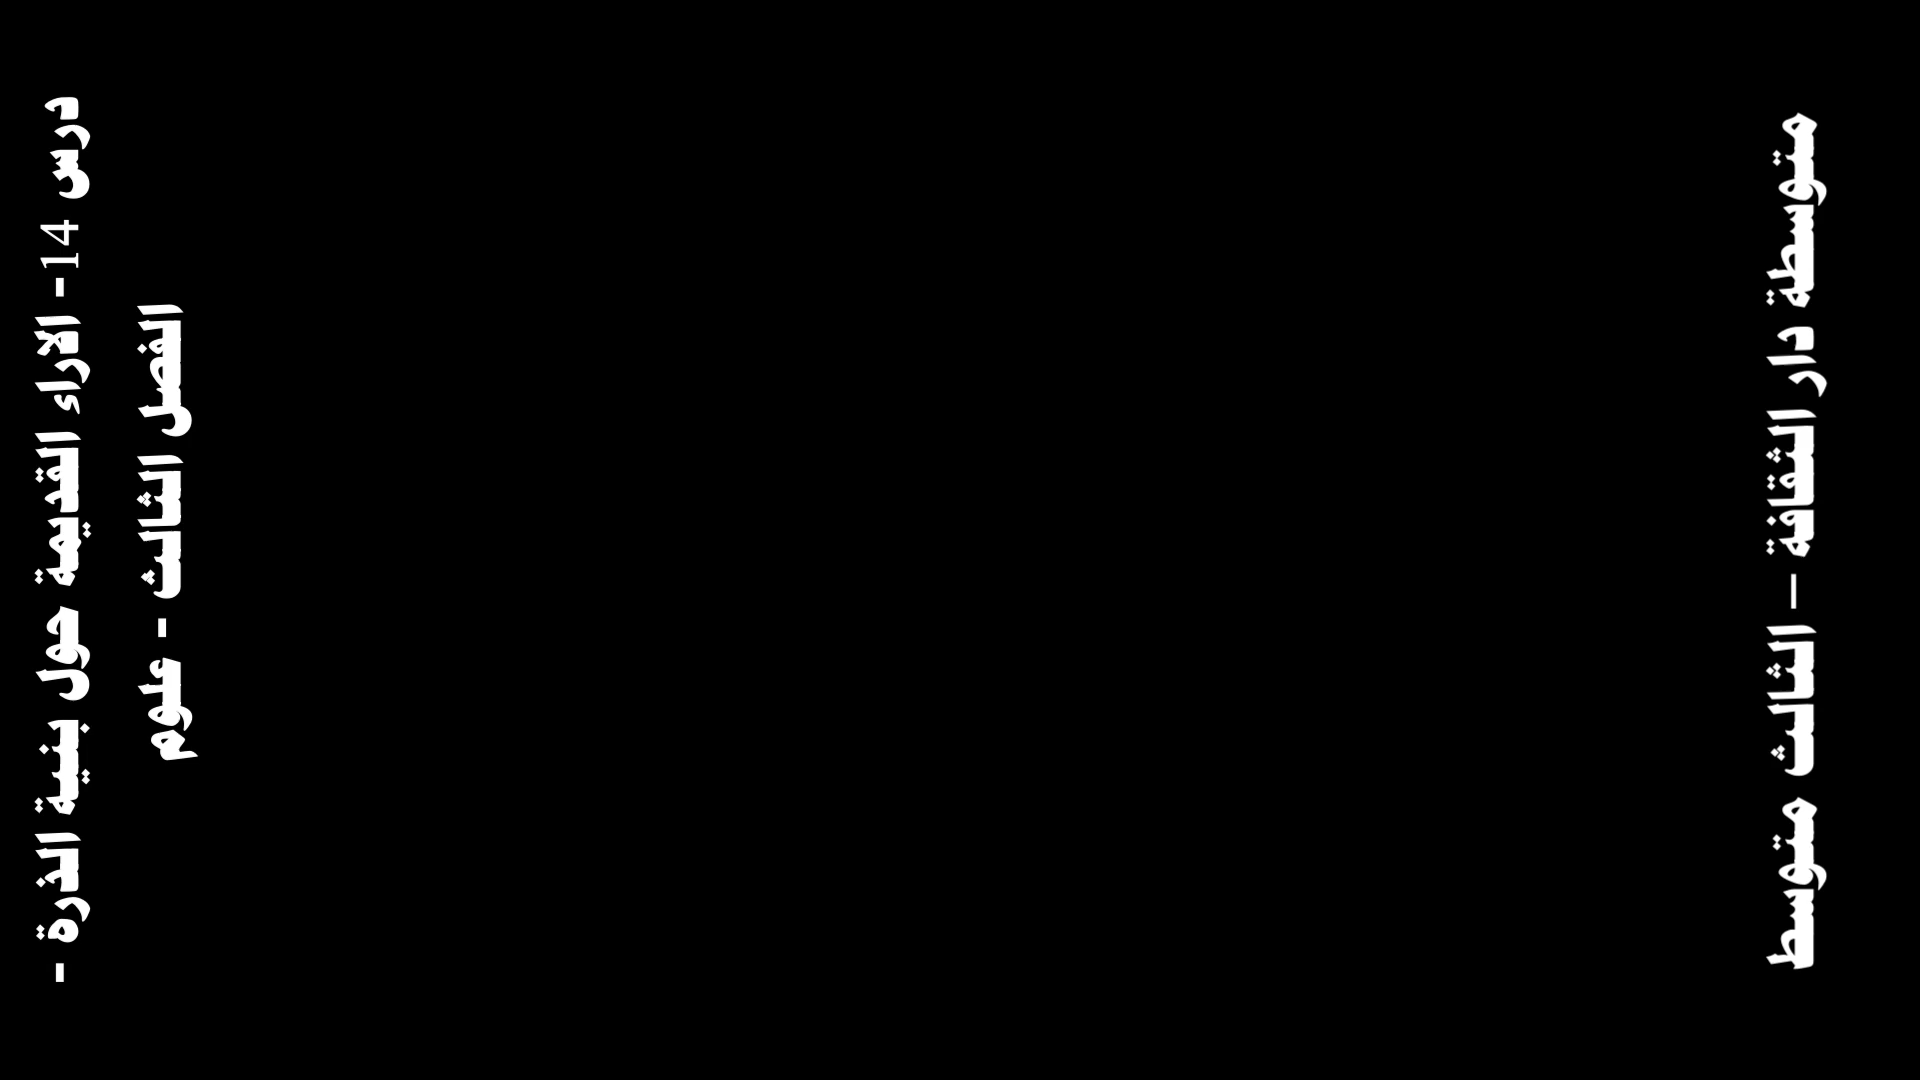 درس 14- الآراء القديمة حول بنية الذرة -
الفصل الثالث - علوم
متوسطة دار الثقافة – الثالث متوسط